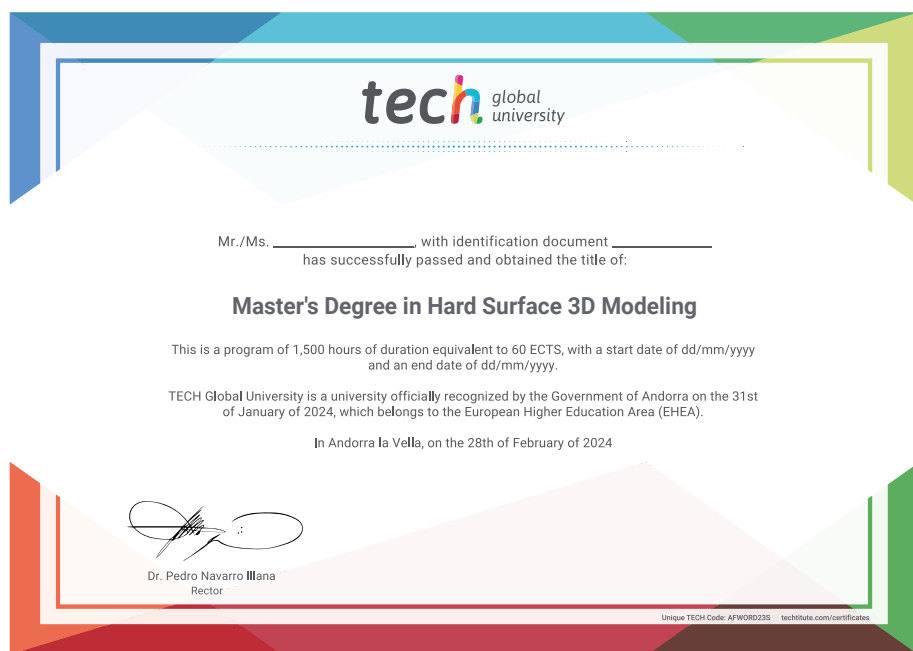 tech global
university
Mr./Ms. ____________________, with identification document ______________
has successfully passed and obtained the title of:
Master's Degree in Hard Surface 3D Modeling
This is a program of 1,500 hours of duration equivalent to 60 ECTS, with a start date of dd/mm/yyyy
and an end date of dd/mm/yyyy.
TECH Global University is a university officially recognized by the Government of Andorra on the 31st
of January of 2024, which belongs to the European Higher Education Area (EHEA).
In Andorra la Vella, on the 28th of February of 2024
Dr. Pedro Navarro Illana
Rector
Unique TECH Code: AFWORD23S techtitute.com/certificates